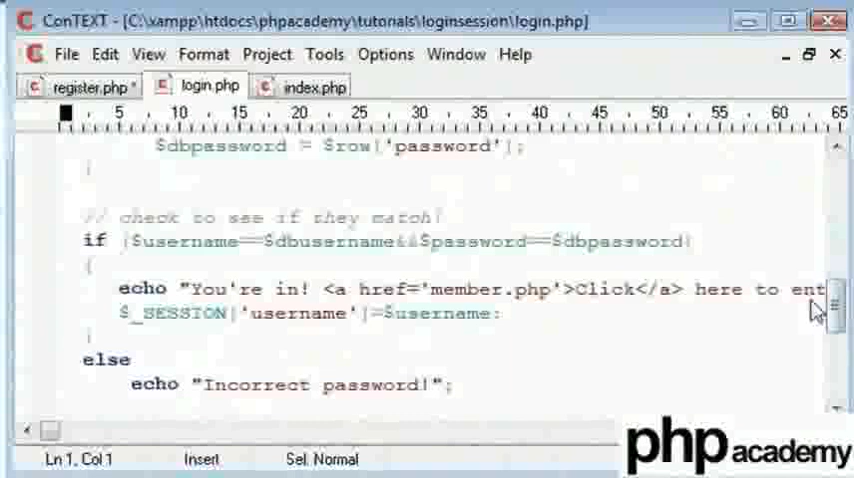 ConTEXT - [C:\xampp\htdocs\phpacademy\tutorials\loginsession\login.php]
File Edit View Format Project Tools Options Window Help
register.php * login.php index.php
5 10 15 20 25 30 35 40 45 50 55 60 65
$dbpassword = $row['password'];
}
// check to see if they match!
if ($username==$dbusername&&$password==$dbpassword)
{
echo "You're in! <a href='member.php'>Click</a> here to ent
$_SESSION['username']=$username;
}
else
echo "Incorrect password!";
Ln 1, Col 1 Insert Sel: Normal
php academy